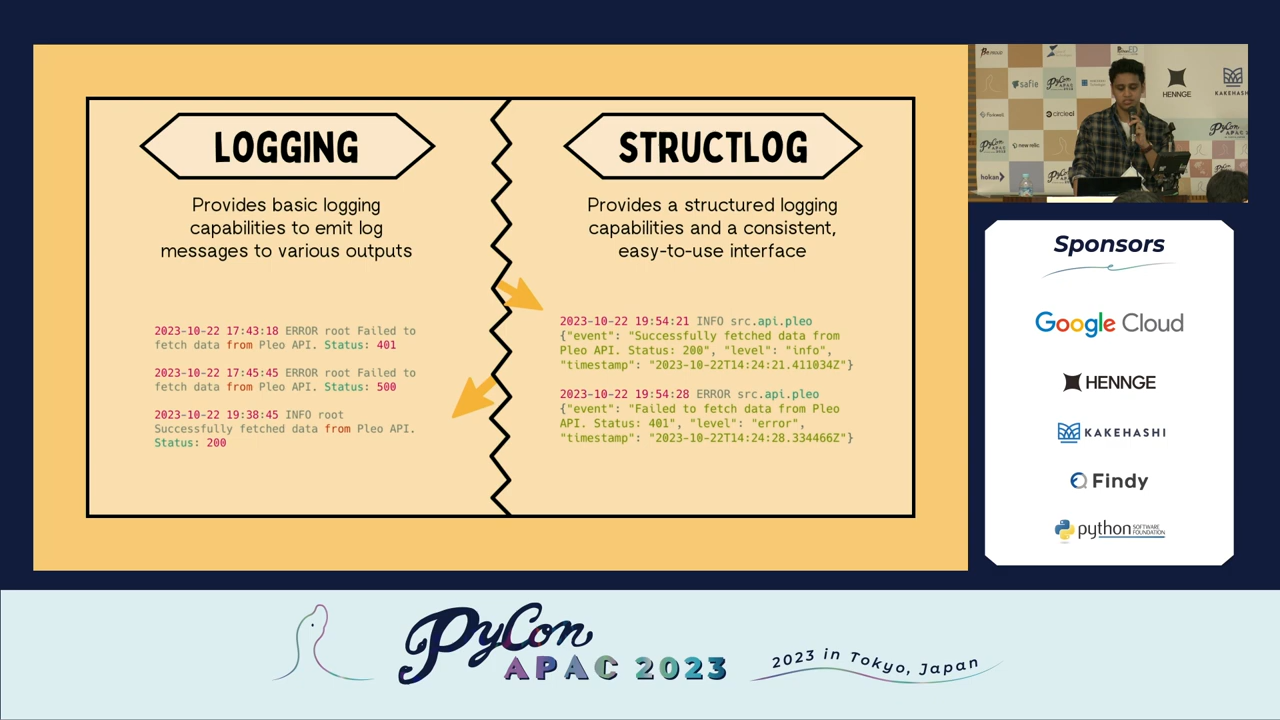 LOGGING
Provides basic logging
capabilities to emit log
messages to various outputs
2023-10-22 17:43:18 ERROR root Failed to
fetch data from Pleo API. Status: 401
2023-10-22 17:45:45 ERROR root Failed to
fetch data from Pleo API. Status: 500
2023-10-22 19:38:45 INFO root
Successfully fetched data from Pleo API.
Status: 200
STRUCTLOG
Provides a structured logging
capabilities and a consistent,
easy-to-use interface
2023-10-22 19:54:21 INFO src.api.pleo
{"event": "Successfully fetched data from
Pleo API. Status: 200", "level": "info",
"timestamp": "2023-10-22T14:24:21.411034Z"}
2023-10-22 19:54:28 ERROR src.api.pleo
{"event": "Failed to fetch data from Pleo
API. Status: 401", "level": "error",
"timestamp": "2023-10-22T14:24:28.334466Z"}
safie
circleci
new relic
hokan
HENNGE
Sponsors
Google Cloud
HENNGE
KAKEHASHI
Findy
python SOFTWARE
FOUNDATION
PyCon
APAC 2023
2023 in Tokyo, Japan